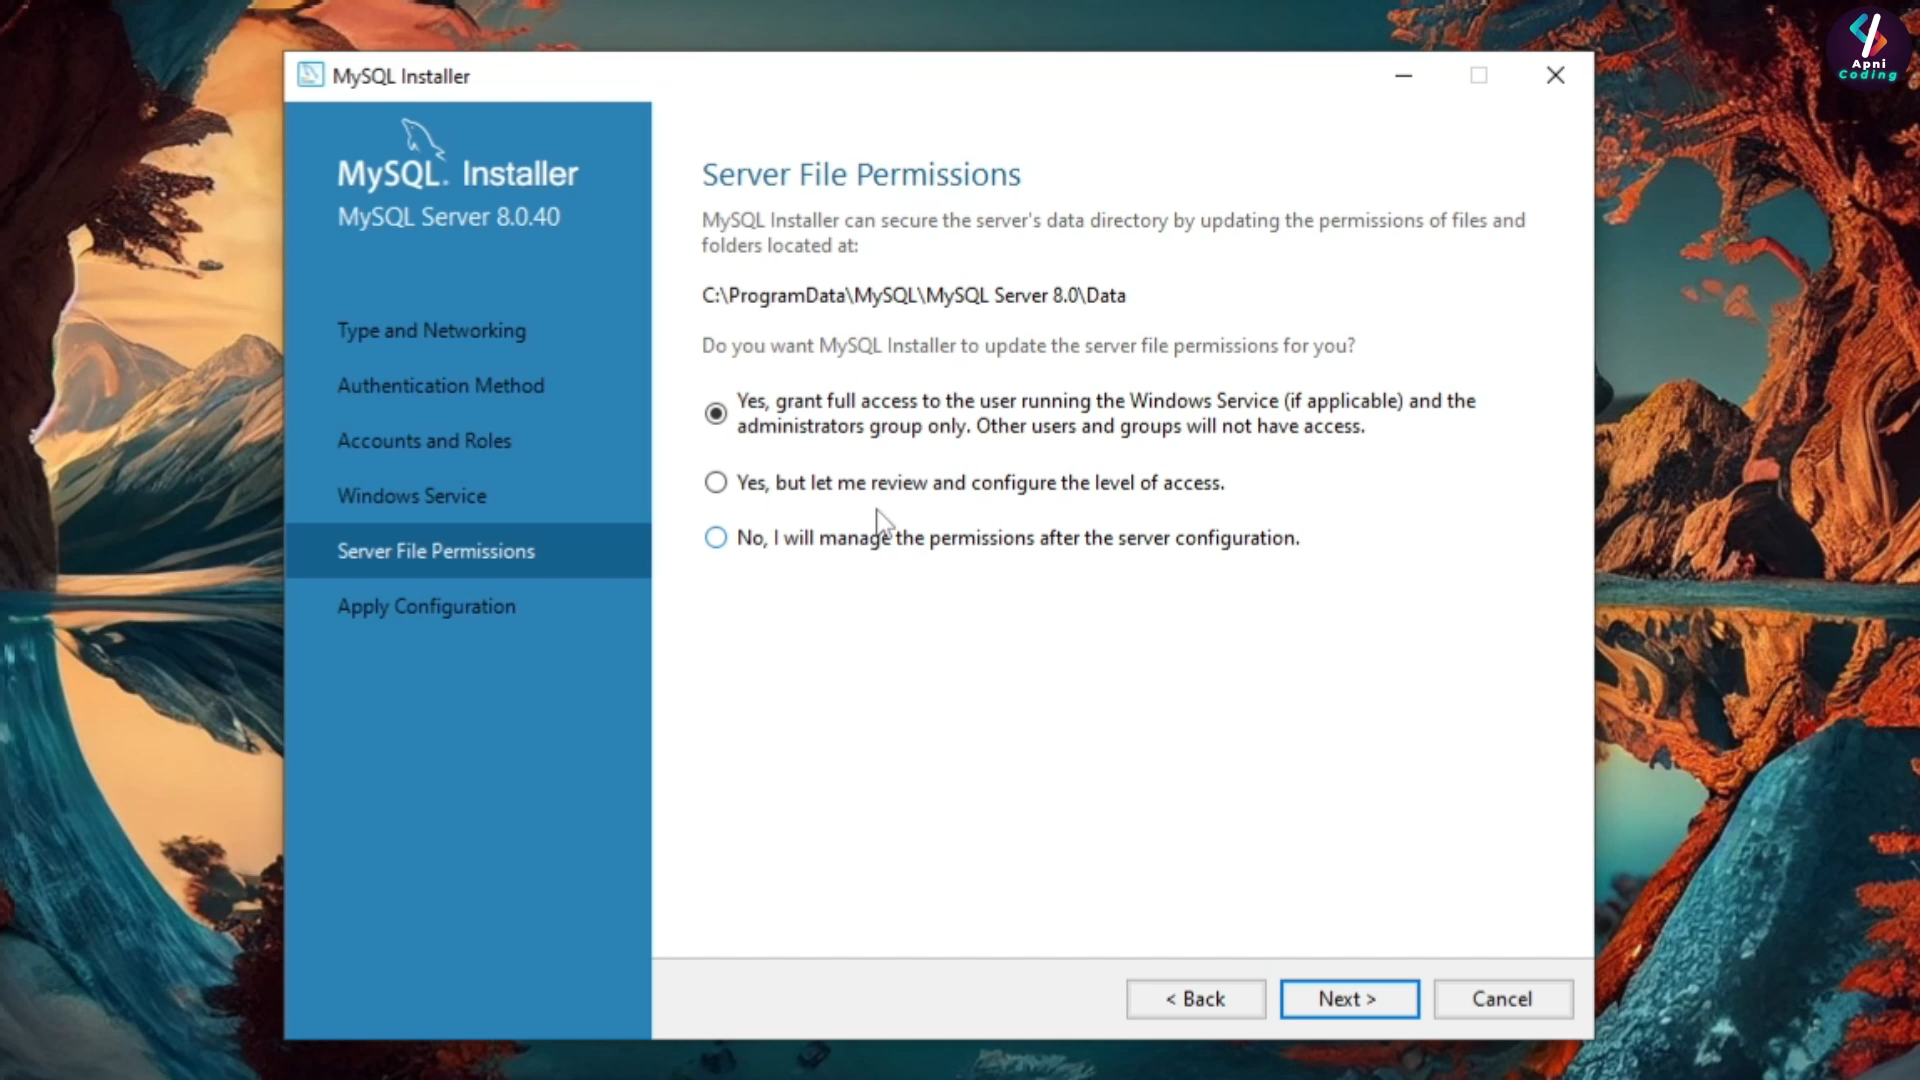 MySQL Installer
Apni
Coding
MySQL. Installer
MySQL Server 8.0.40
Type and Networking
Authentication Method
Accounts and Roles
Windows Service
Server File Permissions
Apply Configuration
Server File Permissions
MySQL Installer can secure the server's data directory by updating the permissions of files and
folders located at:
C:\ProgramData\MySQL\MySQL Server 8.0\Data
Do you want MySQL Installer to update the server file permissions for you?
Yes, grant full access to the user running the Windows Service (if applicable) and the
administrators group only. Other users and groups will not have access.
Yes, but let me review and configure the level of access.
No, I will manage the permissions after the server configuration.
< Back
Next >
Cancel